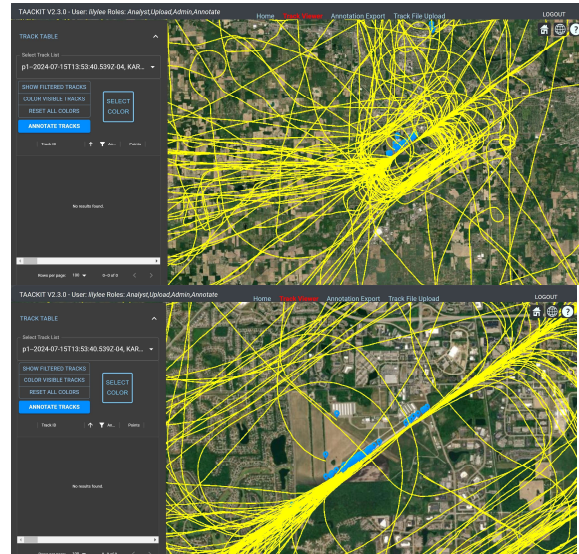 TAACKIT V2.3.0 - User: lilylee Roles: Analyst,Upload,Admin,Annotate
Home Track Viewer Annotation Export Track File Upload
LOGOUT
?
TRACK TABLE
Select Track List
p1--2024-07-15T13:53:40.539Z-04, KAR...
SHOW FILTERED TRACKS
COLOR VISIBLE TRACKS
RESET ALL COLORS
SELECT
COLOR
ANNOTATE TRACKS
Track ID An... Points
No results found.
Rows per page: 100 0–0 of 0
TAACKIT V2.3.0 - User: lilylee Roles: Analyst,Upload,Admin,Annotate
Home Track Viewer Annotation Export Track File Upload
LOGOUT
?
TRACK TABLE
Select Track List
p1--2024-07-15T13:53:40.539Z-04, KAR...
SHOW FILTERED TRACKS
COLOR VISIBLE TRACKS
RESET ALL COLORS
SELECT
COLOR
ANNOTATE TRACKS
Track ID An... Points
No results found.